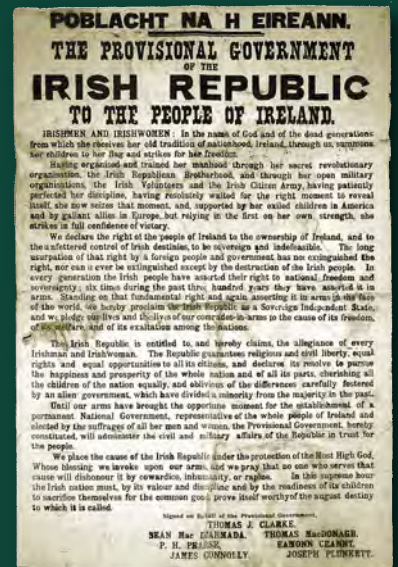 POBLACHT NA H EIREANN.
THE PROVISIONAL GOVERNMENT
OF THE
IRISH REPUBLIC
TO THE PEOPLE OF IRELAND.
IRISHMEN AND IRISHWOMEN: In the name of God and of the dead generations
from which she receives her old tradition of nationhood, Ireland, through us, summons
her children to her flag and strikes for her freedom.
Having organised and trained her manhood through her secret revolutionary
organisation, the Irish Republican Brotherhood, and through her open military
organisations, the Irish Volunteers and the Irish Citizen Army, having patiently
perfected her discipline, having resolutely waited for the right moment to reveal
itself, she now seizes that moment, and, supported by her exiled children in America
and by gallant allies in Europe, but relying in the first on her own strength, she
strikes in full confidence of victory.
We declare the right of the people of Ireland to the ownership of Ireland, and to
the unfettered control of Irish destinies, to be sovereign and indefeasible. The long
usurpation of that right by a foreign people and government has not extinguished the
right, nor can it ever be extinguished except by the destruction of the Irish people. In
every generation the Irish people have asserted their right to national freedom and
sovereignty; six times during the past three hundred years they have asserted it in
arms. Standing on that fundamental right and again asserting it in arms in the face
of the world, we hereby proclaim the Irish Republic as a Sovereign Independent State,
and we pledge our lives and the lives of our comrades-in-arms to the cause of its freedom,
of its welfare, and of its exaltation among the nations.
The Irish Republic is entitled to, and hereby claims, the allegiance of every
Irishman and Irishwoman. The Republic guarantees religious and civil liberty, equal
rights and equal opportunities to all its citizens, and declares its resolve to pursue
the happiness and prosperity of the whole nation and of all its parts, cherishing all
the children of the nation equally, and oblivious of the differences carefully fostered
by an alien government, which have divided a minority from the majority in the past.
Until our arms have brought the opportune moment for the establishment of a
permanent National Government, representative of the whole people of Ireland and
elected by the suffrages of all her men and women, the Provisional Government, hereby
constituted, will administer the civil and military affairs of the Republic in trust for
the people.
We place the cause of the Irish Republic under the protection of the Most High God,
Whose blessing we invoke upon our arms, and we pray that no one who serves that
cause will dishonour it by cowardice, inhumanity, or rapine. In this supreme hour
the Irish nation must, by its valour and discipline and by the readiness of its children
to sacrifice themselves for the common good, prove itself worthy of the august destiny
to which it is called.
Signed on Behalf of the Provisional Government,
THOMAS J. CLARKE.
SEAN Mac DIARMADA. THOMAS MacDONAGH.
P. H. PEARSE, EAMONN CEANNT,
JAMES CONNOLLY. JOSEPH PLUNKETT.